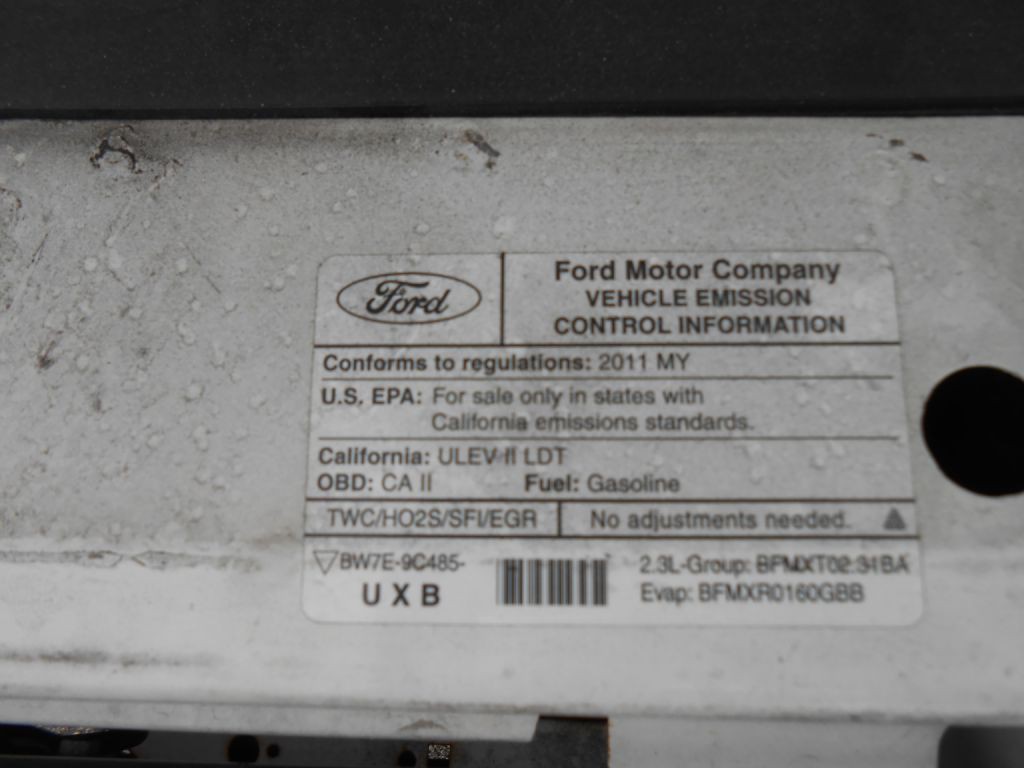 Ford
Ford Motor Company
VEHICLE EMISSION
CONTROL INFORMATION
Conforms to regulations: 2011 MY
U.S. EPA: For sale only in states with
California emissions standards.
California: ULEV II LDT
OBD: CA II Fuel: Gasoline
TWC/HO2S/SFI/EGR No adjustments needed.
BW7E-9C485-
U X B
2.3L-Group: BFMXT02.31BA
Evap: BFMXR0160GBB